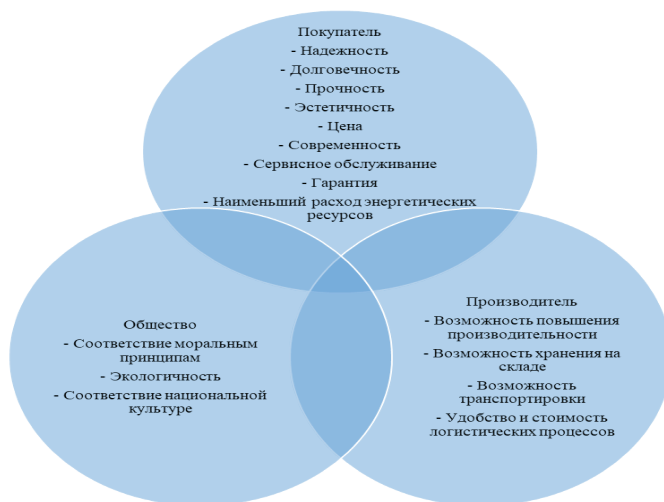 Покупатель
- Надежность
- Долговечность
- Прочность
- Эстетичность
- Цена
- Современность
- Сервисное обслуживание
- Гарантия
- Наименьший расход энергетических
ресурсов
Общество
- Соответствие моральным
принципам
- Экологичность
- Соответствие национальной
культуре
Производитель
- Возможность повышения
производительности
- Возможность хранения на
складе
- Возможность
транспортировки
- Удобство и стоимость
логистических процессов